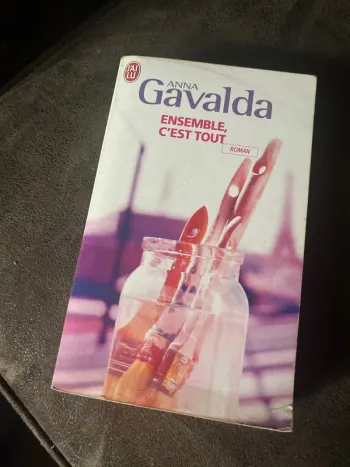 J'AI
LU
ANNA
Gavalda
ENSEMBLE,
C'EST TOUT
ROMAN